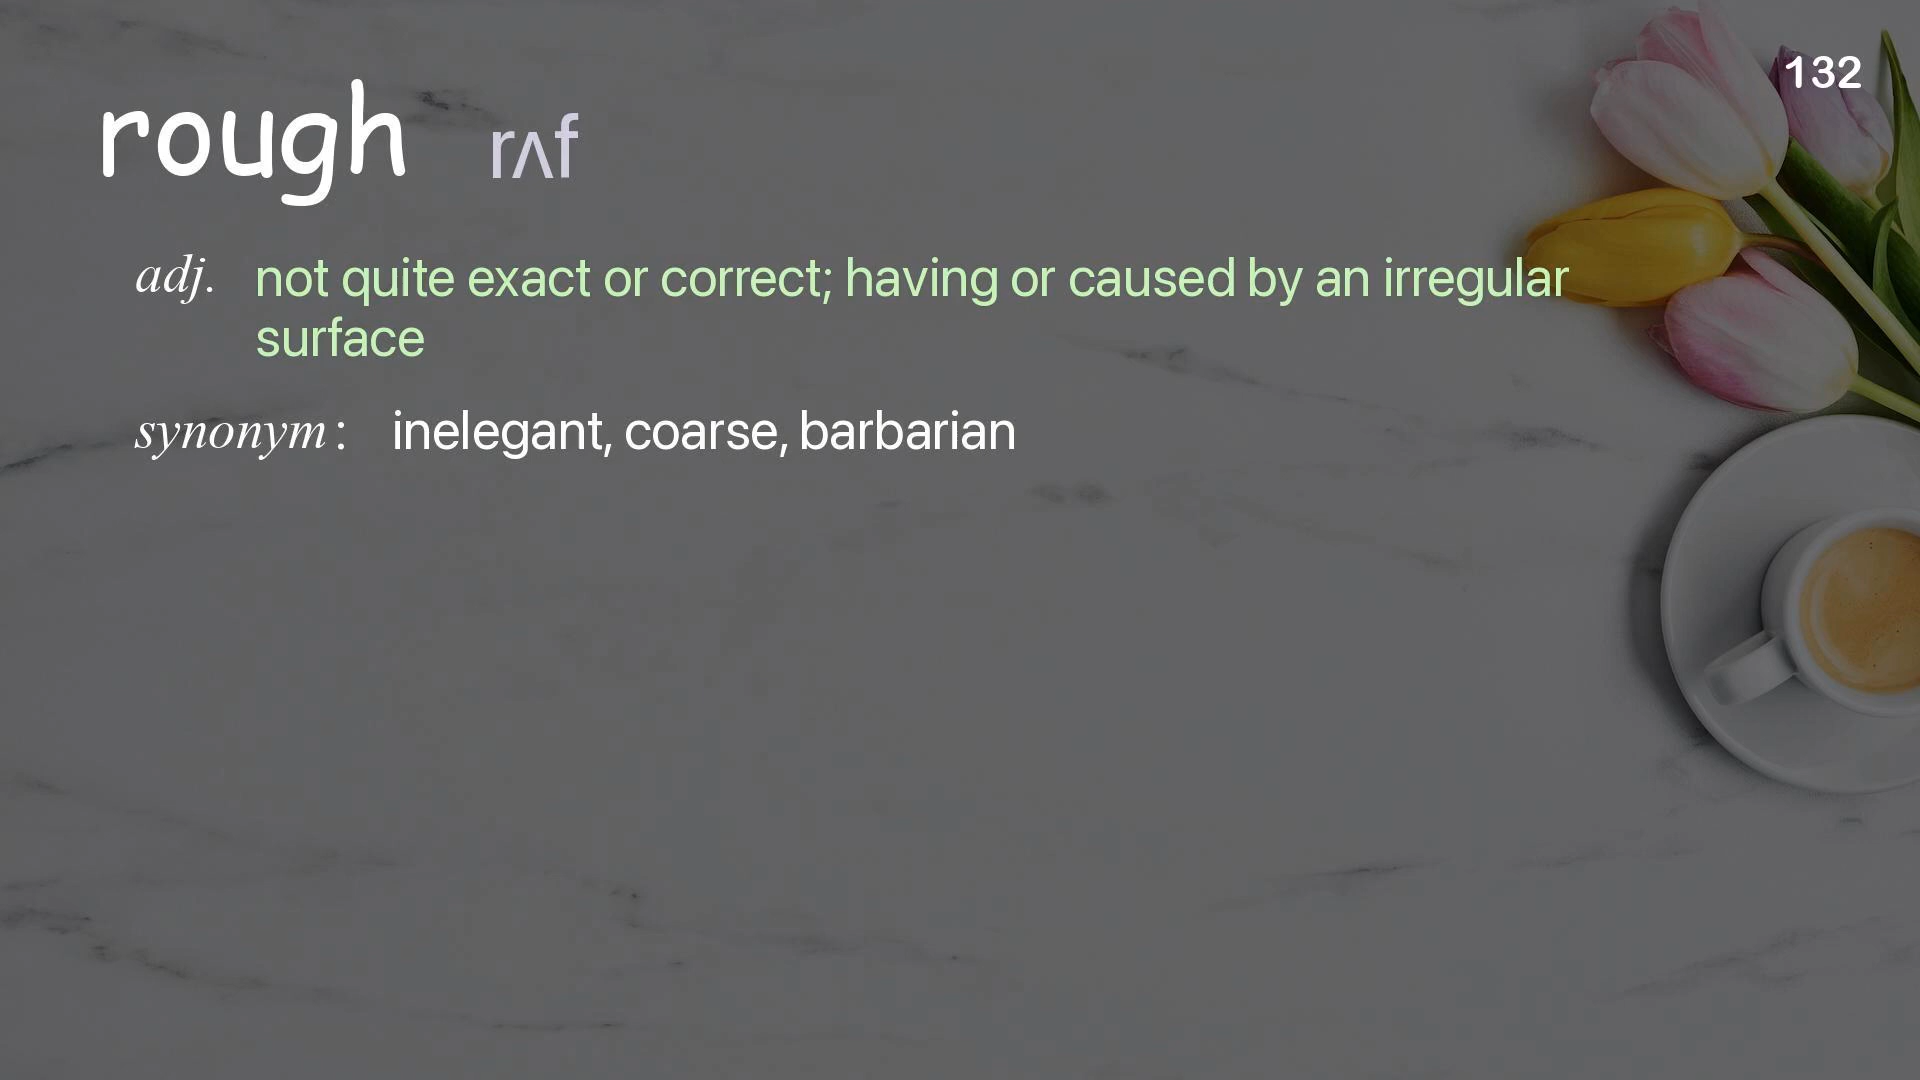 132
rough rʌf
adj. not quite exact or correct; having or caused by an irregular
surface
synonym: inelegant, coarse, barbarian